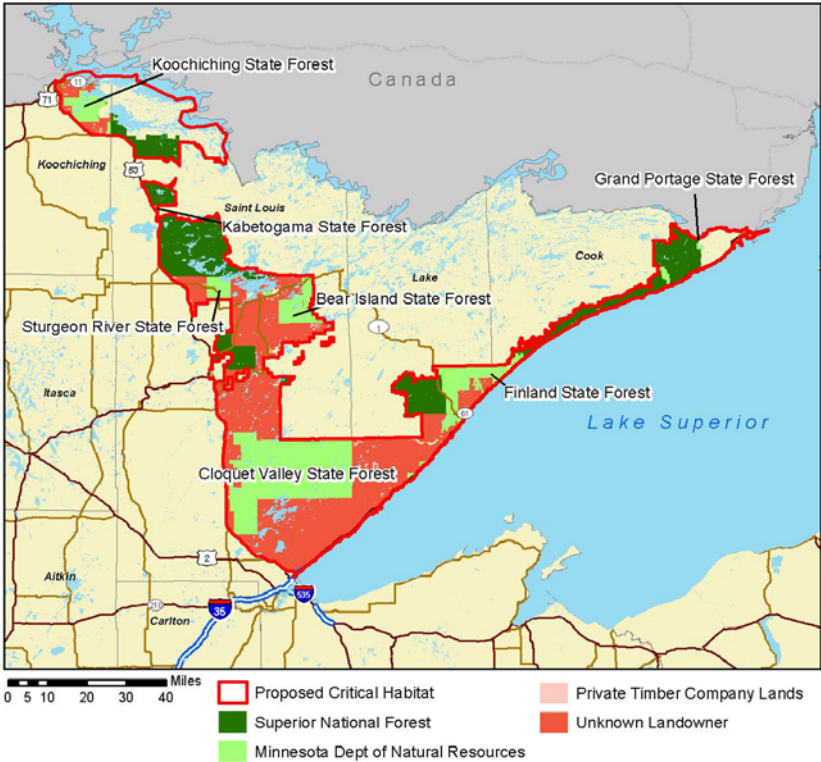 Koochiching State Forest
Canada
11
71
Koochiching
53
Grand Portage State Forest
Saint Louis
Kabetogama State Forest
Cook
Lake
Bear Island State Forest
Sturgeon River State Forest
1
Itasca
Finland State Forest
61
Lake Superior
Cloquet Valley State Forest
2
Aitkin
535
210
35
Carlton
Miles
0 5 10 20 30 40
Proposed Critical Habitat
Private Timber Company Lands
Superior National Forest
Unknown Landowner
Minnesota Dept of Natural Resources